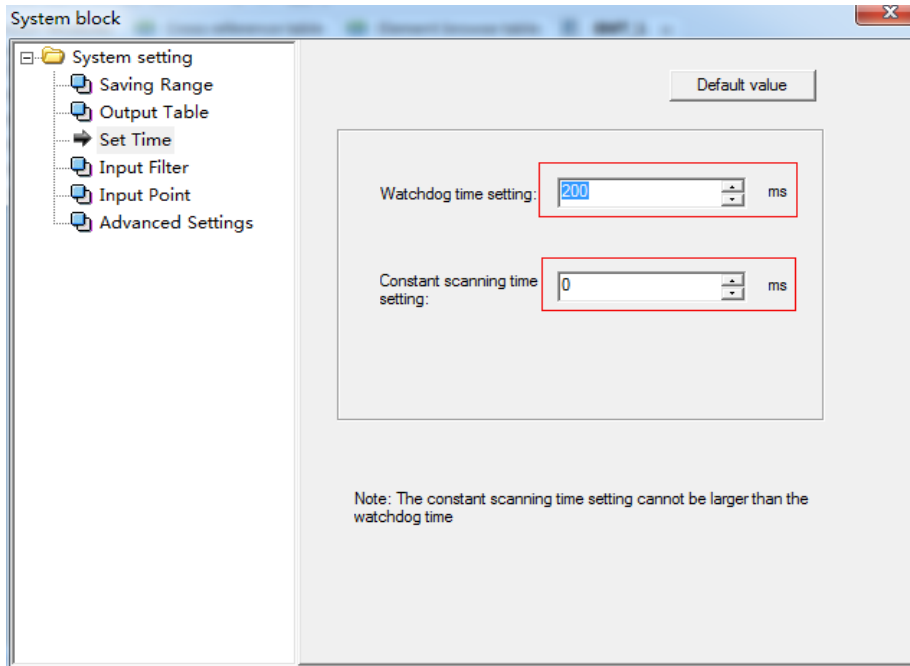 System block
System setting
Saving Range
Output Table
Set Time
Input Filter
Input Point
Advanced Settings
Default value
Watchdog time setting: 200 ms
Constant scanning time
setting: 0 ms
Note: The constant scanning time setting cannot be larger than the
watchdog time